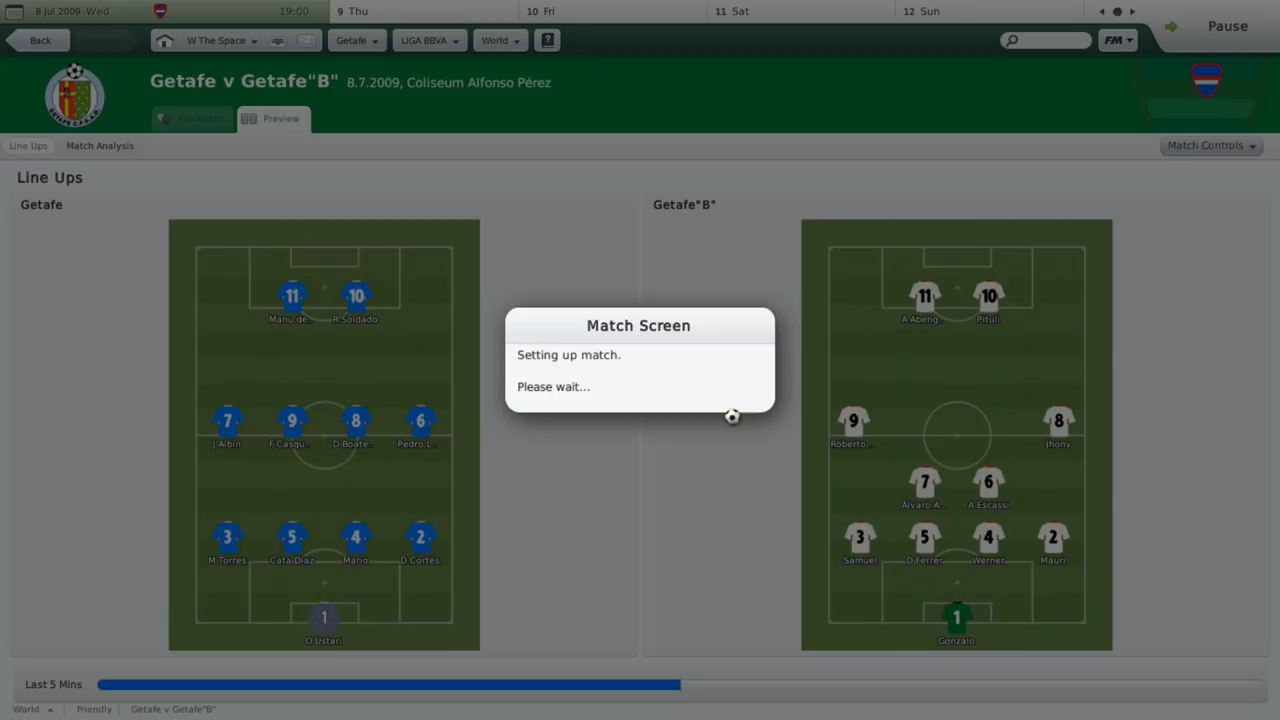 8 Jul 2009 Wed 19:00 9 Thu 10 Fri 11 Sat 12 Sun
Pause
Back W The Space Getafe LIGA BBVA World ? FM
Getafe v Getafe"B" 8.7.2009, Coliseum Alfonso Pérez
Preview
Line Ups Match Analysis Match Controls
Line Ups
Getafe Getafe"B"
11 10 11 10
Manu de.. R.Soldado A.Abeng.. Pituli
Match Screen
Setting up match.
Please wait...
7 9 8 6 9 8
J.Albin F.Casqu.. D.Boate.. Pedro L.. Roberto.. Jhony
7 6
Álvaro A.. A.Escassi
3 5 4 2 3 5 4 2
M.Torres Cata Díaz Mario D.Cortés Samuel D.Ferrer Werner Mauri
1 1
O.Ustari Gonzalo
Last 5 Mins
World Friendly Getafe v Getafe"B"